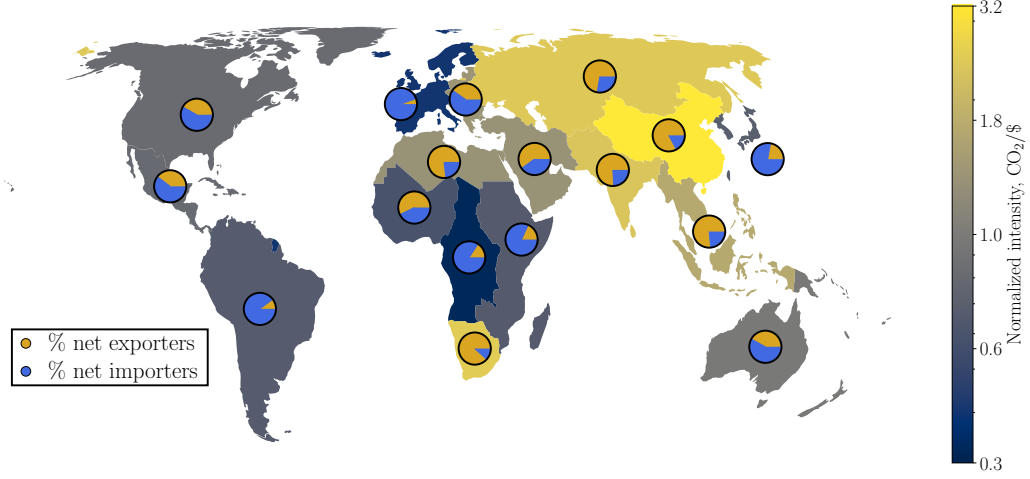 % net exporters
% net importers
3.2
1.8
1.0
0.6
0.3
Normalized intensity, CO₂/$